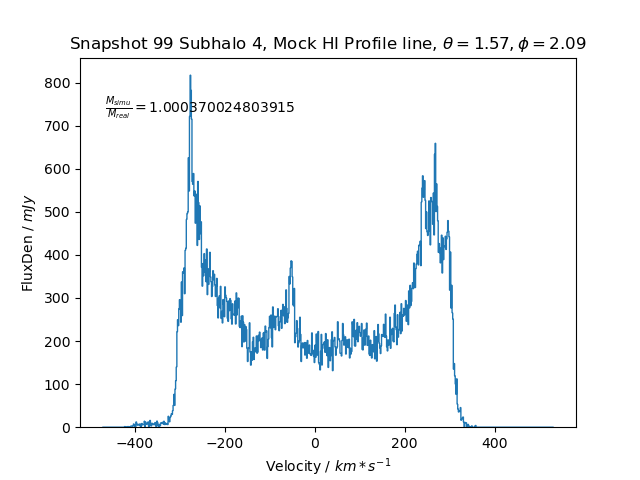 Snapshot 99 Subhalo 4, Mock HI Profile line, θ = 1.57, ϕ = 2.09
M_simu/M_real = 1.000370024803915
800
700
600
500
400
300
200
100
0
FluxDen / mJy
−400 −200 0 200 400
Velocity / km * s^−1